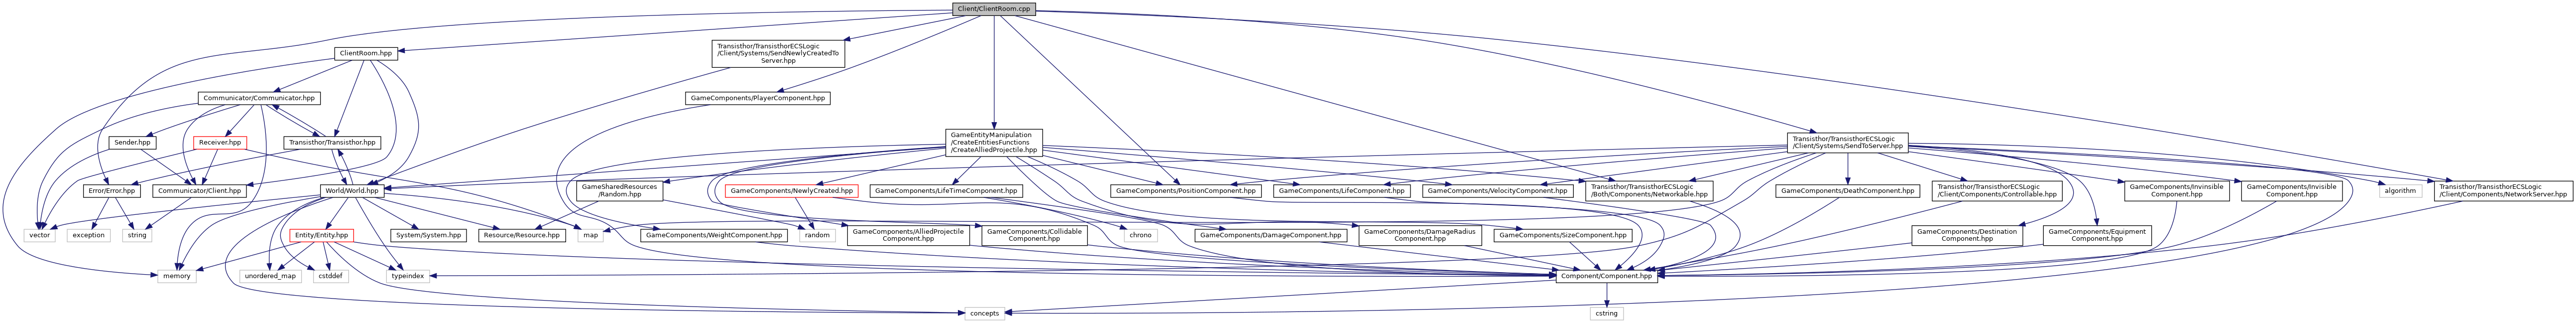 Client/ClientRoom.cpp
ClientRoom.hpp
Transisthor/TransisthorECSLogic
/Client/Systems/SendNewlyCreatedTo
Server.hpp
Communicator/Communicator.hpp
GameComponents/PlayerComponent.hpp
Sender.hpp
Receiver.hpp
Transisthor/Transisthor.hpp
GameEntityManipulation
/CreateEntitiesFunctions
/CreateAlliedProjectile.hpp
Transisthor/TransisthorECSLogic
/Client/Systems/SendToServer.hpp
Error/Error.hpp
Communicator/Client.hpp
World/World.hpp
GameSharedResources
/Random.hpp
GameComponents/NewlyCreated.hpp
GameComponents/LifeTimeComponent.hpp
GameComponents/PositionComponent.hpp
GameComponents/LifeComponent.hpp
GameComponents/VelocityComponent.hpp
Transisthor/TransisthorECSLogic
/Both/Components/Networkable.hpp
GameComponents/DeathComponent.hpp
Transisthor/TransisthorECSLogic
/Client/Components/Controllable.hpp
GameComponents/Invinsible
Component.hpp
GameComponents/Invisible
Component.hpp
algorithm
Transisthor/TransisthorECSLogic
/Client/Components/NetworkServer.hpp
vector
exception
string
Entity/Entity.hpp
System/System.hpp
Resource/Resource.hpp
map
GameComponents/WeightComponent.hpp
random
GameComponents/AlliedProjectile
Component.hpp
GameComponents/Collidable
Component.hpp
chrono
GameComponents/DamageComponent.hpp
GameComponents/DamageRadius
Component.hpp
GameComponents/SizeComponent.hpp
GameComponents/Destination
Component.hpp
GameComponents/Equipment
Component.hpp
memory
unordered_map
cstddef
typeindex
Component/Component.hpp
concepts
cstring